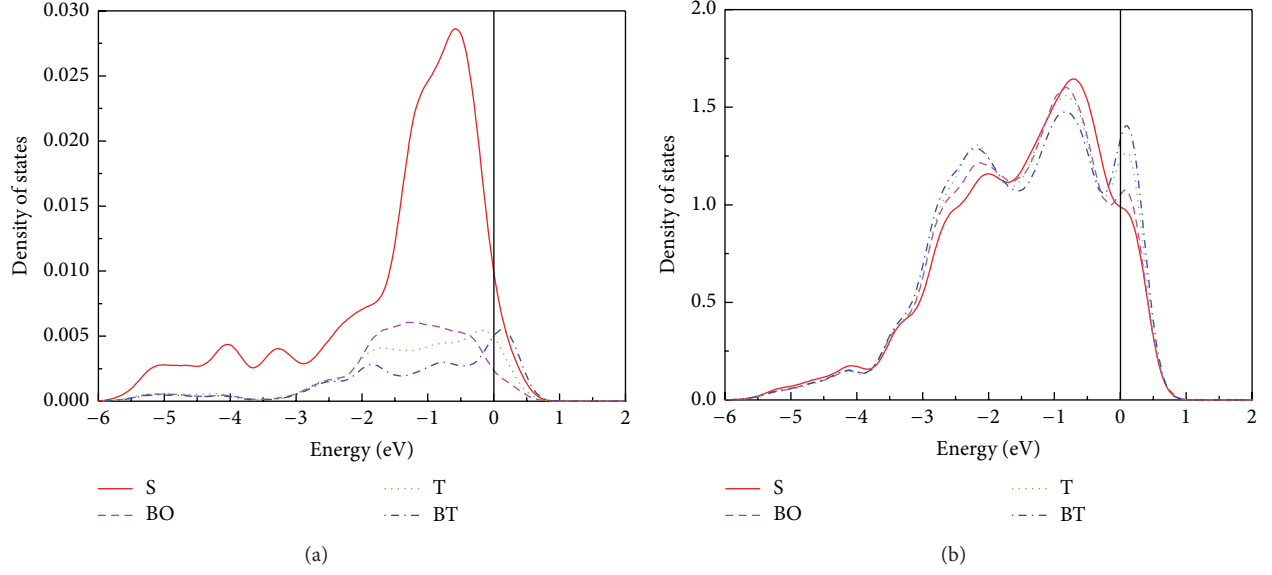 0.030
0.025
0.020
0.015
0.010
0.005
0.000
Density of states
−6 −5 −4 −3 −2 −1 0 1 2
Energy (eV)
S T
BO BT
(a)
2.0
1.5
1.0
0.5
0.0
Density of states
−6 −5 −4 −3 −2 −1 0 1 2
Energy (eV)
S T
BO BT
(b)